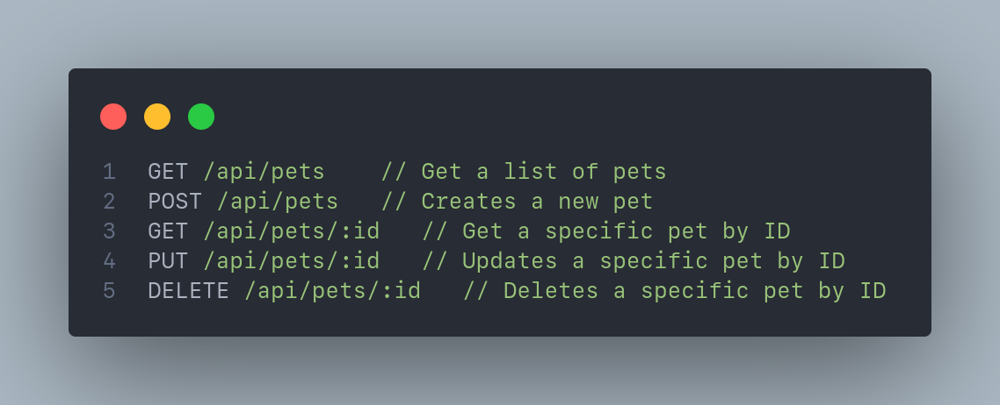 1 GET /api/pets // Get a list of pets
2 POST /api/pets // Creates a new pet
3 GET /api/pets/:id // Get a specific pet by ID
4 PUT /api/pets/:id // Updates a specific pet by ID
5 DELETE /api/pets/:id // Deletes a specific pet by ID